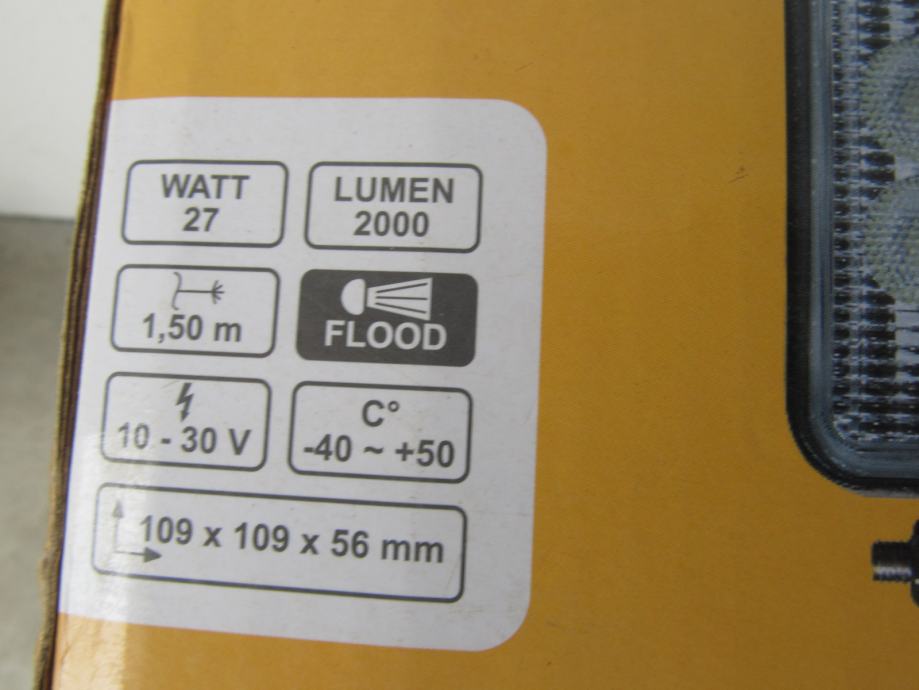 WATT
27
LUMEN
2000
1,50 m
FLOOD
10 - 30 V
C°
-40 ~ +50
109 x 109 x 56 mm